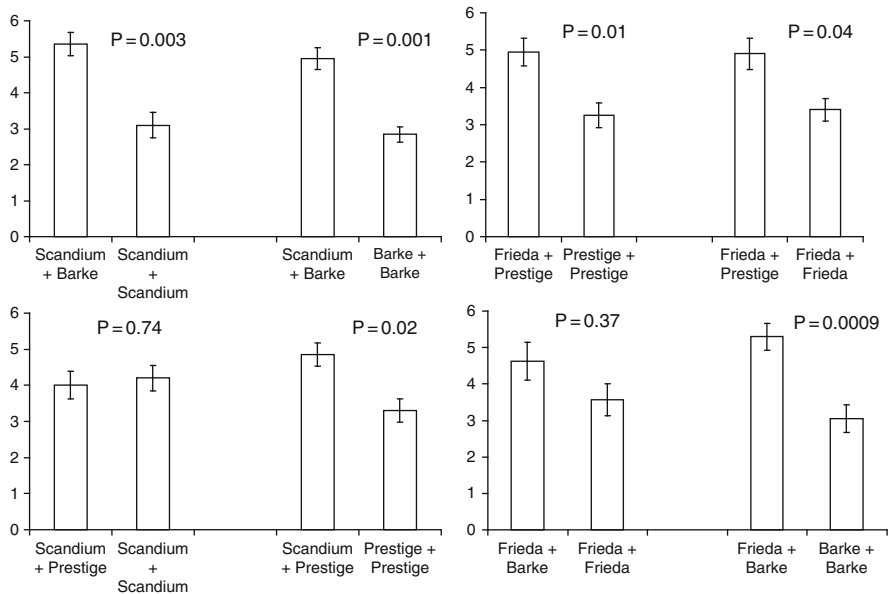 6
5
4
3
2
1
0
P=0.003
P=0.001
Scandium
+ Barke
Scandium
+
Scandium
Scandium
+ Barke
Barke +
Barke
6
5
4
3
2
1
0
P=0.01
P=0.04
Frieda +
Prestige
Prestige +
Prestige
Frieda +
Prestige
Frieda +
Frieda
6
5
4
3
2
1
0
P=0.74
P=0.02
Scandium
+ Prestige
Scandium
+
Scandium
Scandium
+ Prestige
Prestige +
Prestige
6
5
4
3
2
1
0
P=0.37
P=0.0009
Frieda +
Barke
Frieda +
Frieda
Frieda +
Barke
Barke +
Barke